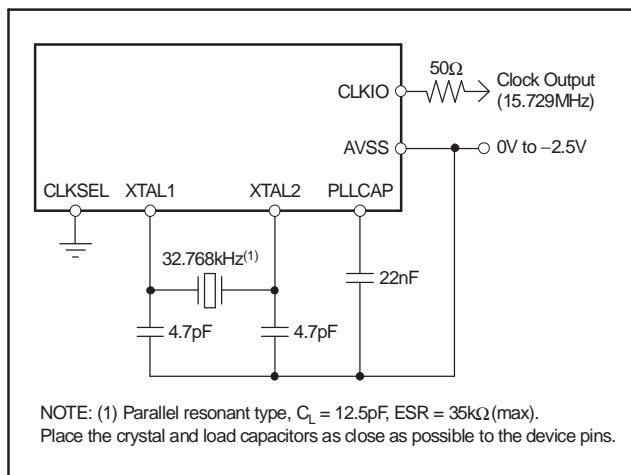 50Ω
CLKIO
Clock Output
(15.729MHz)
AVSS
0V to −2.5V
CLKSEL XTAL1 XTAL2 PLLCAP
32.768kHz(1)
22nF
4.7pF 4.7pF
NOTE: (1) Parallel resonant type, CL = 12.5pF, ESR = 35kΩ (max).
Place the crystal and load capacitors as close as possible to the device pins.